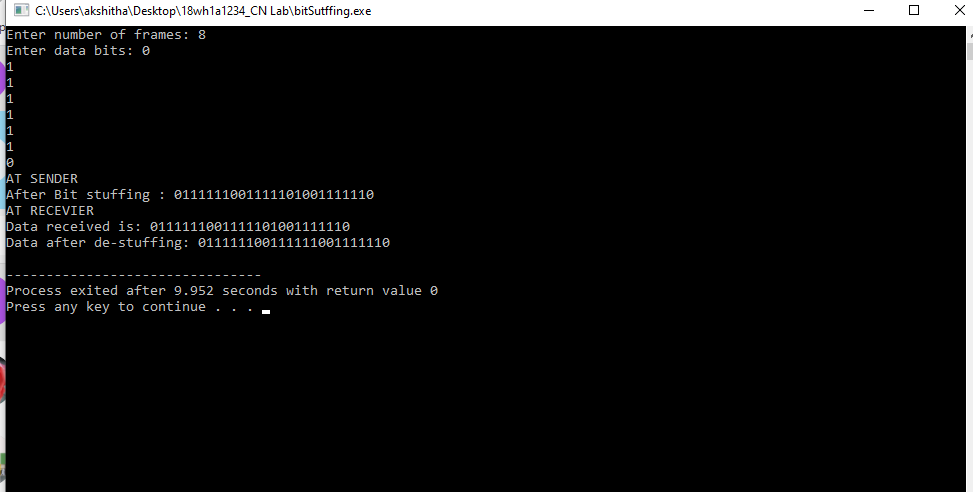 C:\Users\akshitha\Desktop\18wh1a1234_CN Lab\bitSutffing.exe
Enter number of frames: 8
Enter data bits: 0
1
1
1
1
1
1
0
AT SENDER
After Bit stuffing : 0111111001111101001111110
AT RECEVIER
Data received is: 0111111001111101001111110
Data after de-stuffing: 011111100111111001111110
--------------------------------
Process exited after 9.952 seconds with return value 0
Press any key to continue . . .